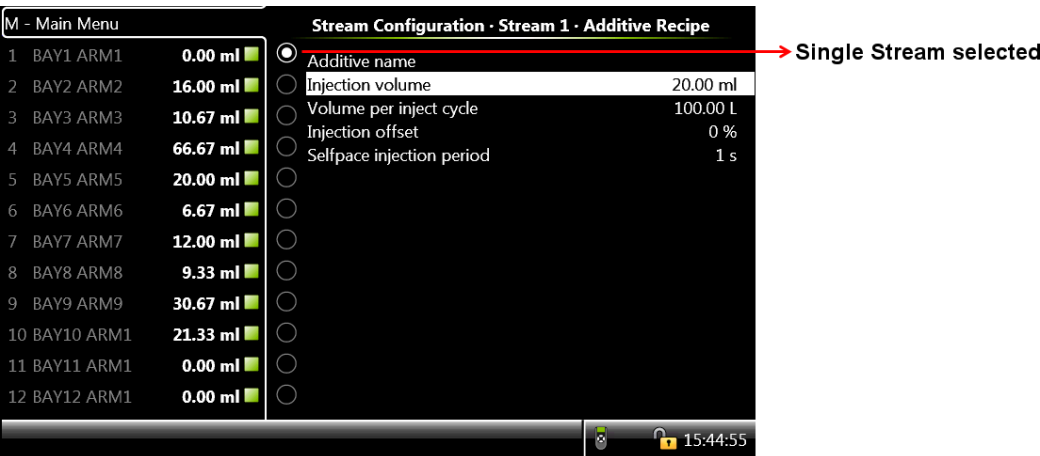 M - Main Menu
Stream Configuration · Stream 1 · Additive Recipe
1 BAY1 ARM1 0.00 ml
2 BAY2 ARM2 16.00 ml
3 BAY3 ARM3 10.67 ml
4 BAY4 ARM4 66.67 ml
5 BAY5 ARM5 20.00 ml
6 BAY6 ARM6 6.67 ml
7 BAY7 ARM7 12.00 ml
8 BAY8 ARM8 9.33 ml
9 BAY9 ARM9 30.67 ml
10 BAY10 ARM1 21.33 ml
11 BAY11 ARM1 0.00 ml
12 BAY12 ARM1 0.00 ml
Additive name
Injection volume 20.00 ml
Volume per inject cycle 100.00 L
Injection offset 0 %
Selfpace injection period 1 s
Single Stream selected
15:44:55